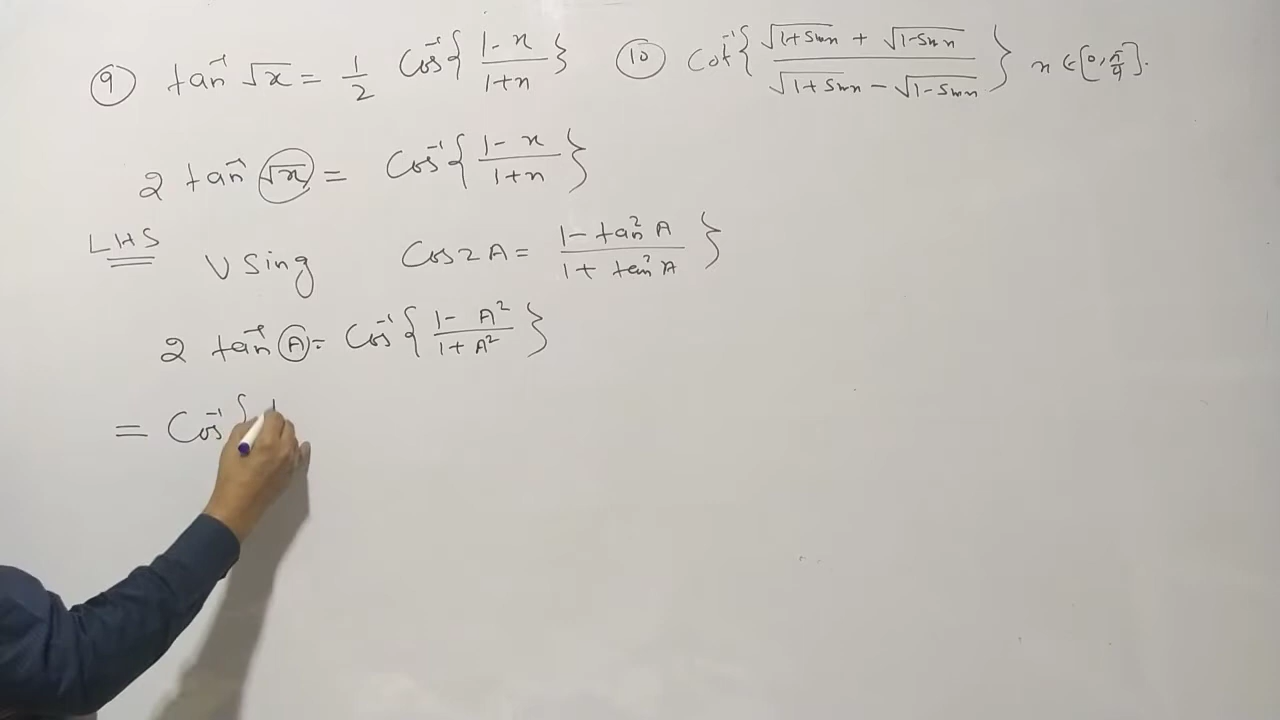 ⑨ tan⁻¹ √x = 1/2 Cos⁻¹{ (1-x)/(1+x) }
⑩ Cot⁻¹{ (√1+Sinx + √1-Sinx)/(√1+Sinx - √1-Sinx) } x ∈ [0, π/4].
2 tan⁻¹ √x = Cos⁻¹{ (1-x)/(1+x) }
LHS Using Cos2A = (1- tan²A)/(1+ tan²A) }
2 tan⁻¹ A = Cos⁻¹{ (1- A²)/(1+ A²) }
= Cos⁻¹{ 1